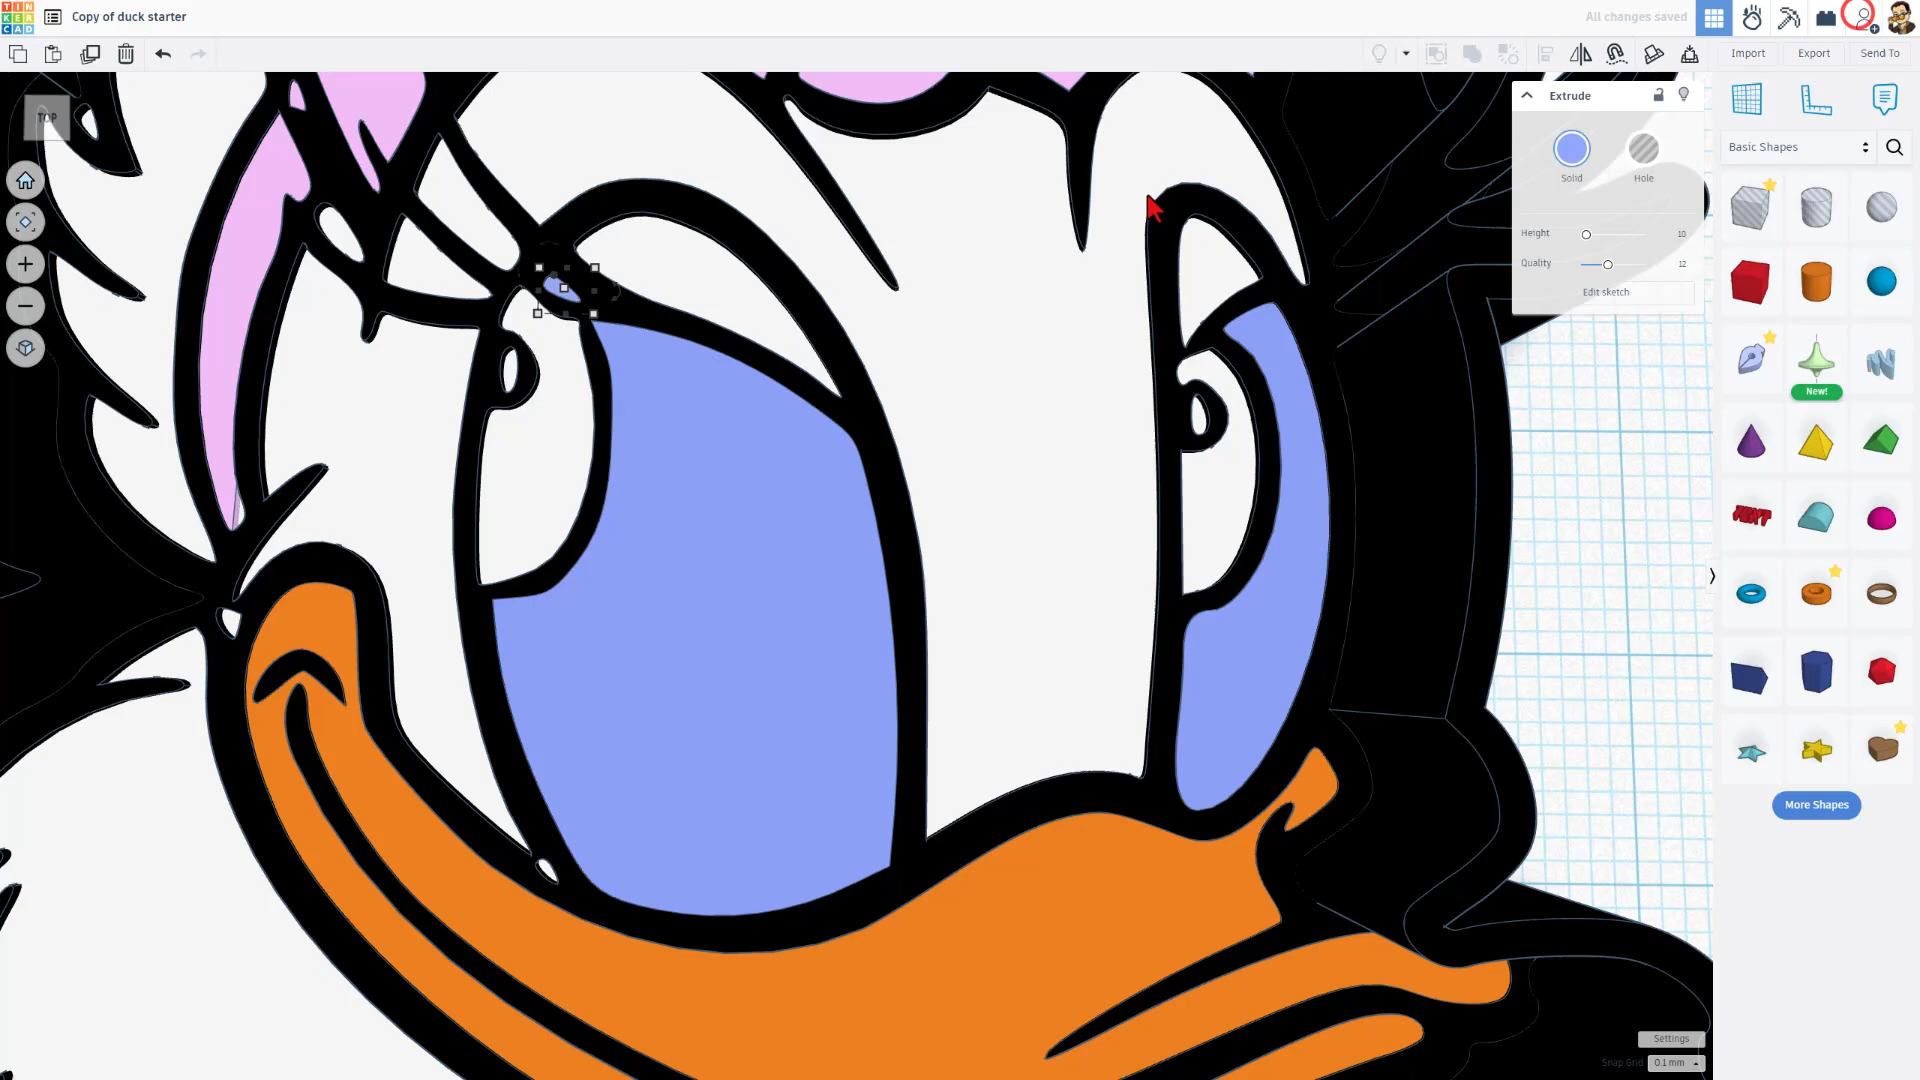 TIN
KER
CAD
Copy of duck starter
All changes saved
Import
Export
Send To
TOP
Extrude
Solid
Hole
Height
10
Quality
12
Edit sketch
Basic Shapes
New!
TEXT
More Shapes
Settings
Snap Grid
0.1 mm